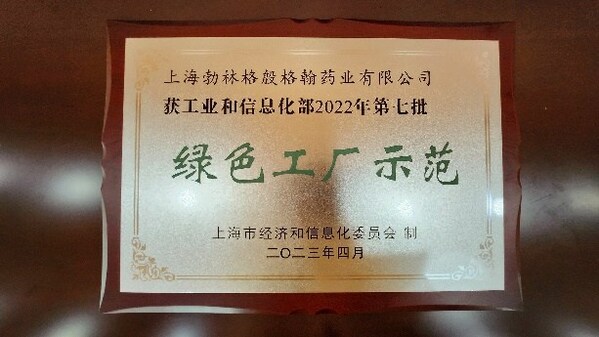 上海勃林格殷格翰药业有限公司
获工业和信息化部2022年第七批
绿色工厂示范
上海市经济和信息化委员会 制
二〇二三年四月